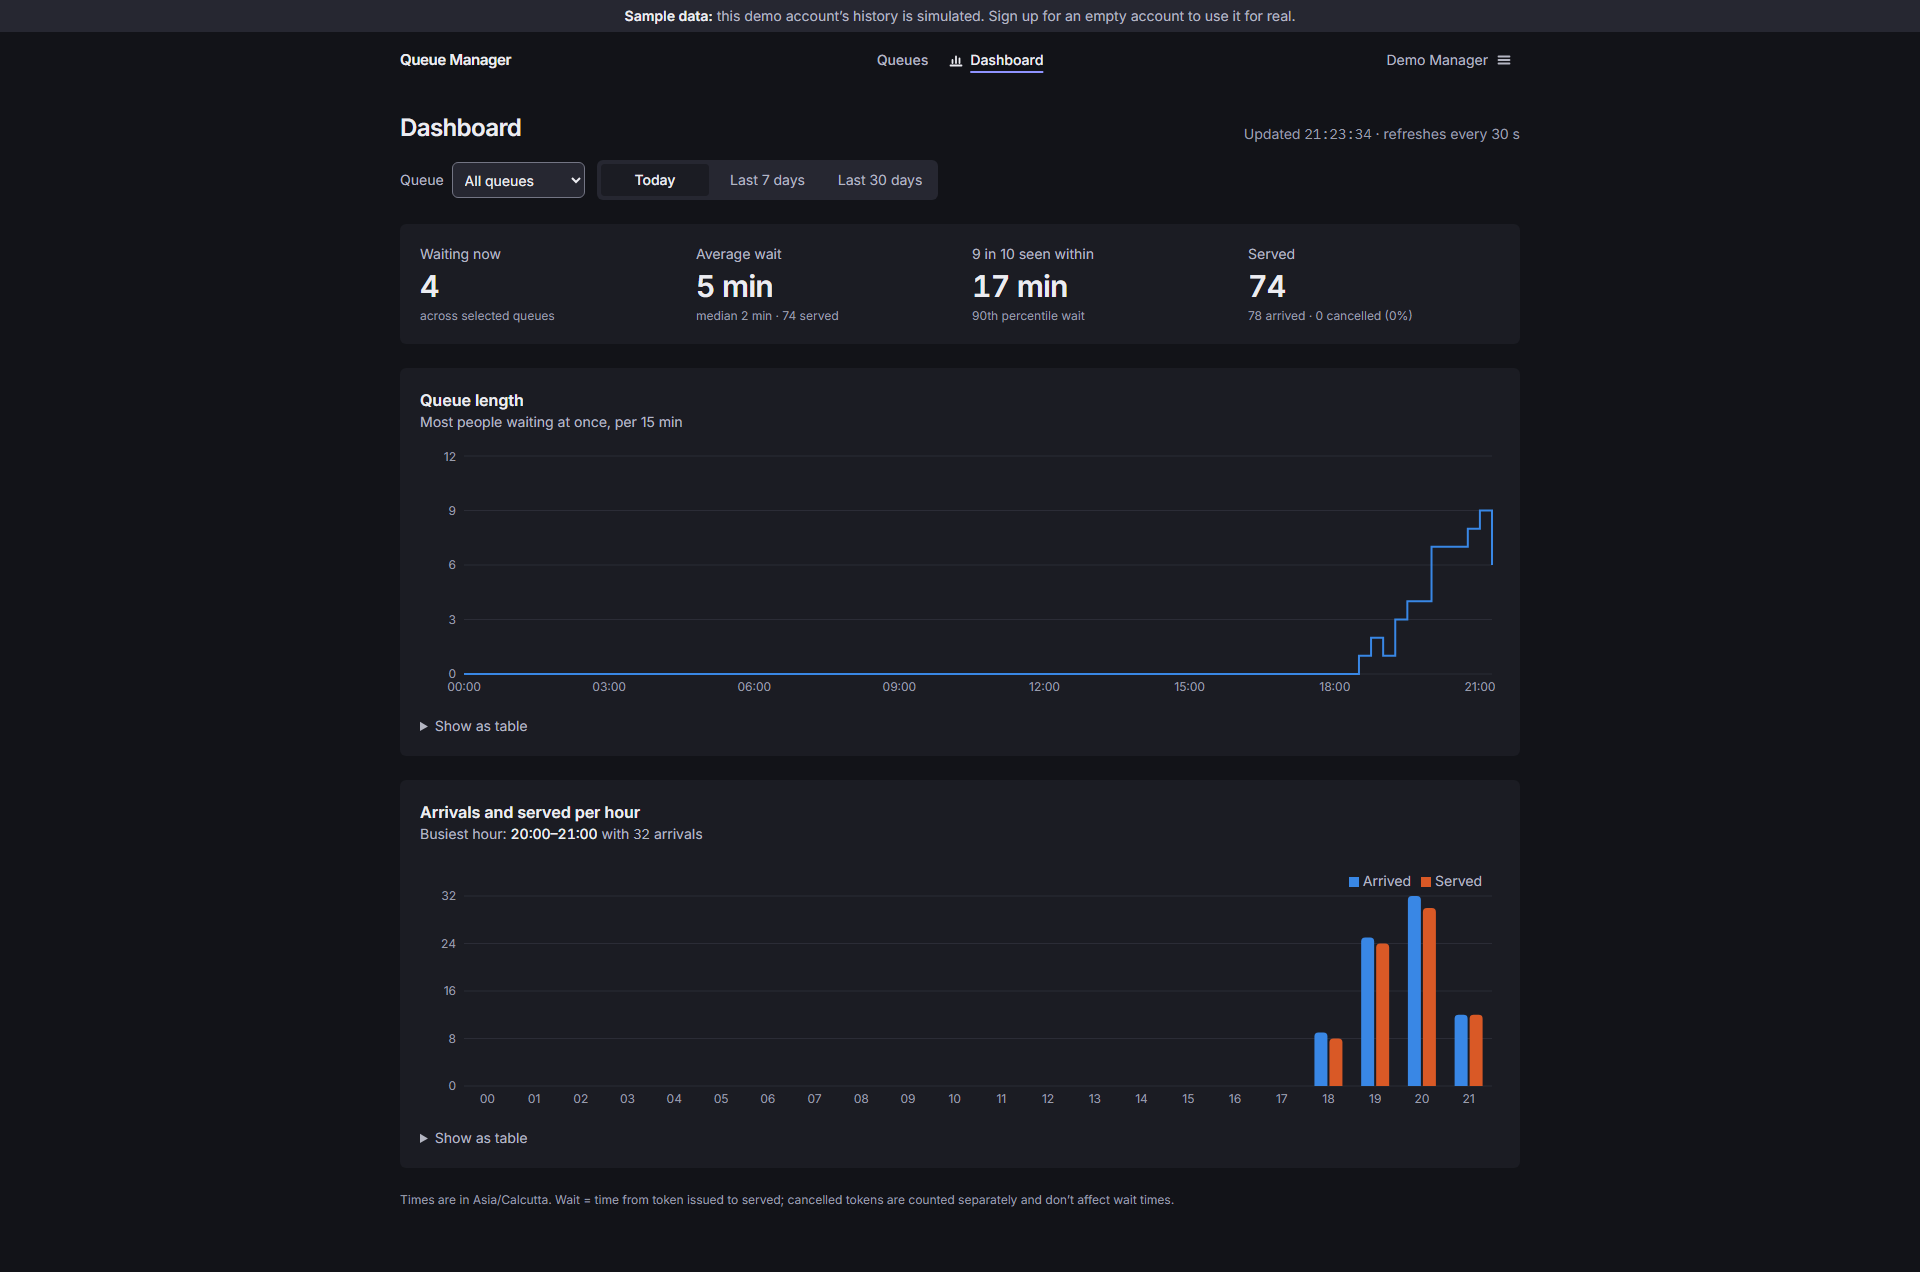 Sample data: this demo account’s history is simulated. Sign up for an empty account to use it for real.
Queue Manager
Queues
Dashboard
Demo Manager
Dashboard
Updated 21:23:34 · refreshes every 30 s
Queue
All queues
Today
Last 7 days
Last 30 days
Waiting now
4
across selected queues
Average wait
5 min
median 2 min · 74 served
9 in 10 seen within
17 min
90th percentile wait
Served
74
78 arrived · 0 cancelled (0%)
Queue length
Most people waiting at once, per 15 min
12
9
6
3
0
00:00 03:00 06:00 09:00 12:00 15:00 18:00 21:00
Show as table
Arrivals and served per hour
Busiest hour: 20:00–21:00 with 32 arrivals
Arrived Served
32
24
16
8
0
00 01 02 03 04 05 06 07 08 09 10 11 12 13 14 15 16 17 18 19 20 21
Show as table
Times are in Asia/Calcutta. Wait = time from token issued to served; cancelled tokens are counted separately and don’t affect wait times.